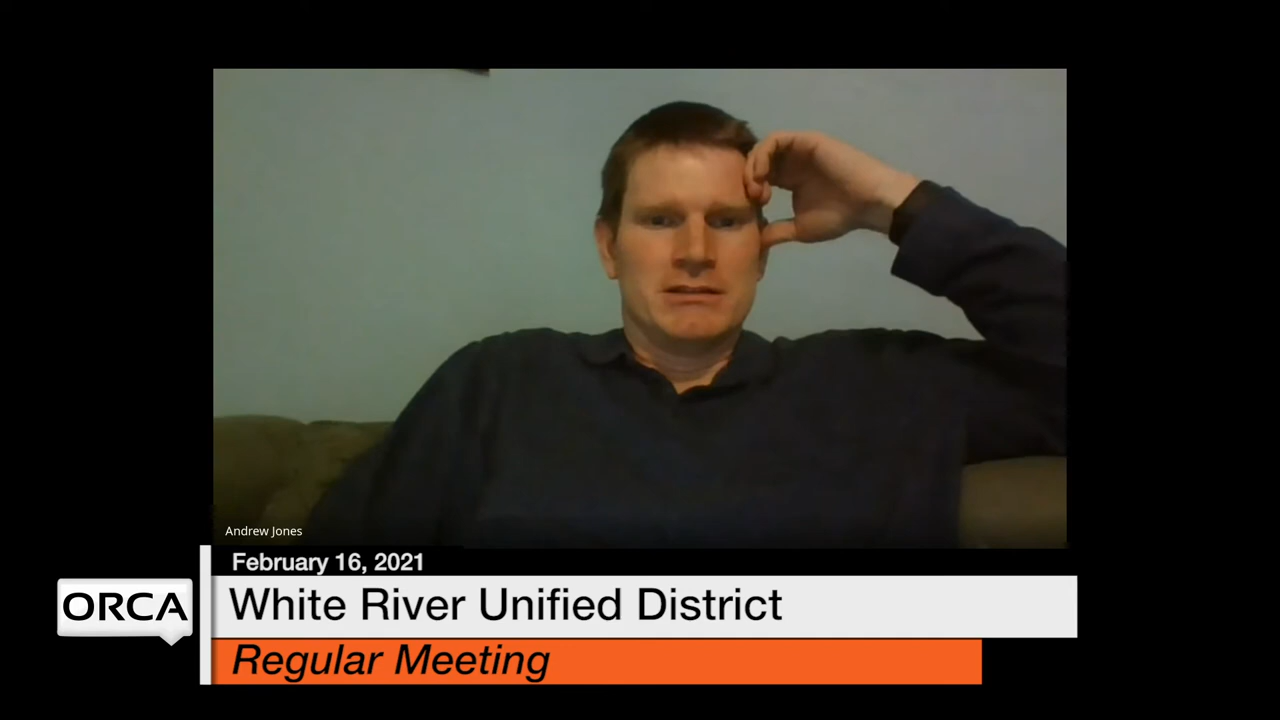 Andrew Jones
February 16, 2021
ORCA
White River Unified District
Regular Meeting